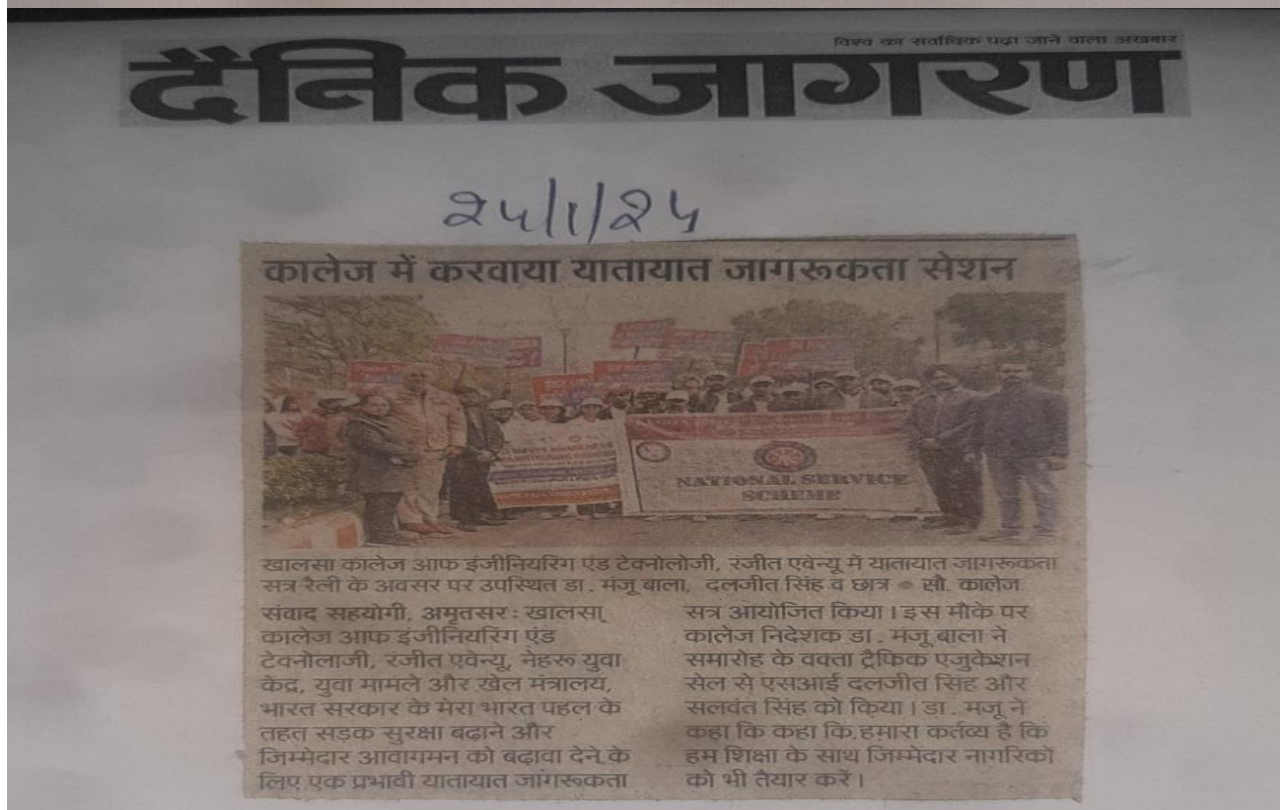 विश्व का सर्वाधिक पढ़ा जाने वाला अखबार
दैनिक जागरण
२५/1/२५
कालेज में करवाया यातायात जागरूकता सेशन
NATIONAL SERVICE
SCHEME
खालसा कालेज आफ इंजीनियरिंग एंड टेक्नोलोजी, रंजीत एवेन्यू में यातायात जागरूकता
सत्र रैली के अवसर पर उपस्थित डा. मंजू बाला, दलजीत सिंह व छात्र ● सौ. कालेज
संवाद सहयोगी, अमृतसर: खालसा
कालेज आफ इंजीनियरिंग एंड
टेक्नोलाजी, रंजीत एवेन्यू, नेहरू युवा
केंद्र, युवा मामले और खेल मंत्रालय,
भारत सरकार के मेरा भारत पहल के
तहत सड़क सुरक्षा बढ़ाने और
जिम्मेदार आवागमन को बढ़ावा देने के
लिए एक प्रभावी यातायात जागरूकता
सत्र आयोजित किया। इस मौके पर
कालेज निदेशक डा. मंजू बाला ने
समारोह के वक्ता ट्रैफिक एजुकेशन
सेल से एसआई दलजीत सिंह और
सलवंत सिंह को किया। डा. मंजू ने
कहा कि कहा कि हमारा कर्तव्य है कि
हम शिक्षा के साथ जिम्मेदार नागरिकों
को भी तैयार करें।